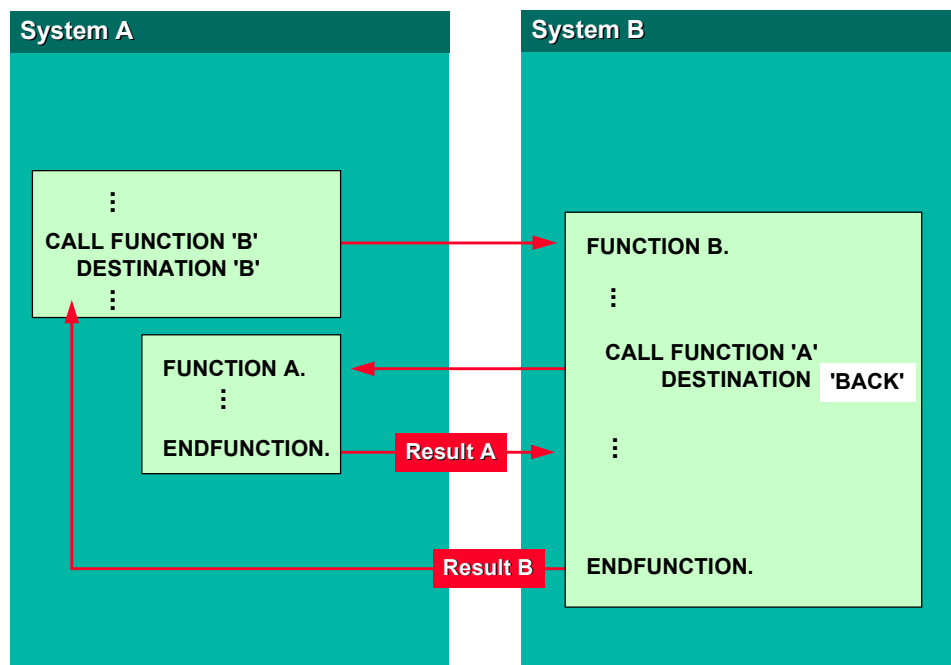 System A
⋮
CALL FUNCTION 'B'
DESTINATION 'B'
⋮
FUNCTION A.
⋮
ENDFUNCTION.
Result A
Result B
System B
FUNCTION B.
⋮
CALL FUNCTION 'A'
DESTINATION 'BACK'
⋮
ENDFUNCTION.